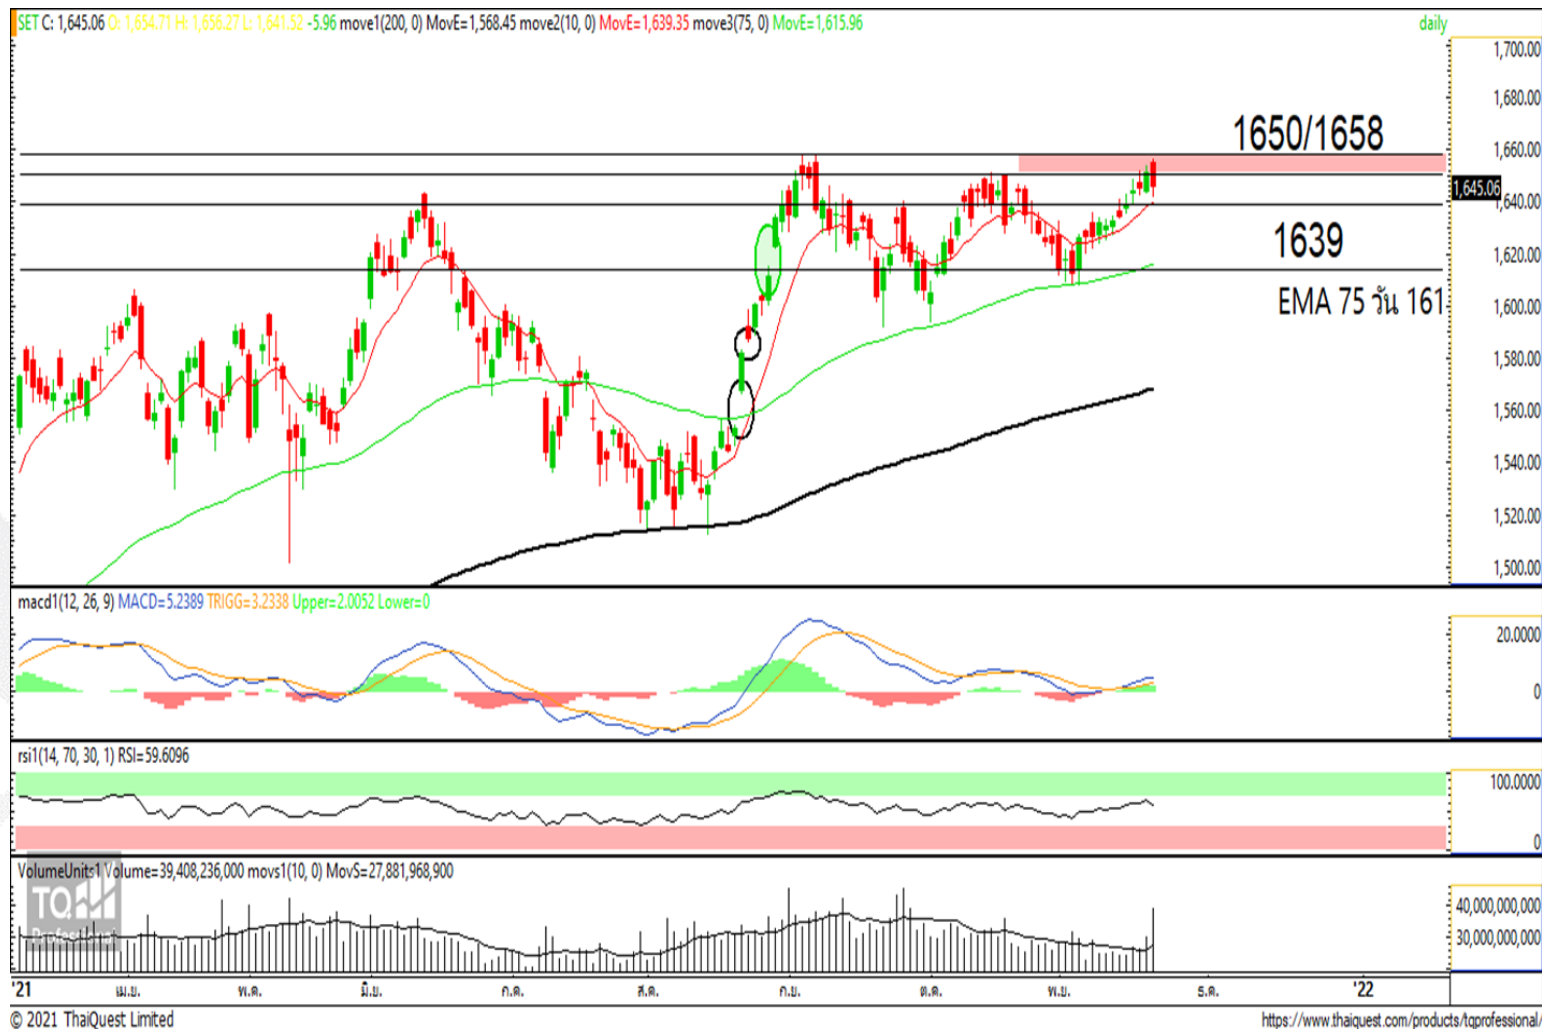 SET C: 1,645.06 O: 1,654.71 H: 1,656.27 L: 1,641.52 -5.96 move1(200, 0) MovE=1,568.45 move2(10, 0) MovE=1,639.35 move3(75, 0) MovE=1,615.96 daily
1,700.00
1,680.00
1650/1658
1,660.00
1,645.06
1,640.00
1639
1,620.00
EMA 75 วัน 161
1,600.00
1,580.00
1,560.00
1,540.00
1,520.00
1,500.00
macd1(12, 26, 9) MACD=5.2389 TRIGG=3.2338 Upper=2.0052 Lower=0
20.0000
0
rsi1(14, 70, 30, 1) RSI=59.6096
100.0000
0
VolumeUnits1 Volume=39,408,236,000 movs1(10, 0) MovS=27,881,968,900
TQ
Professional
40,000,000,000
30,000,000,000
'21 เม.ย. พ.ค. มิ.ย. ก.ค. ส.ค. ก.ย. ต.ค. พ.ย. ธ.ค. '22
© 2021 ThaiQuest Limited https://www.thaiquest.com/products/tqprofessional/